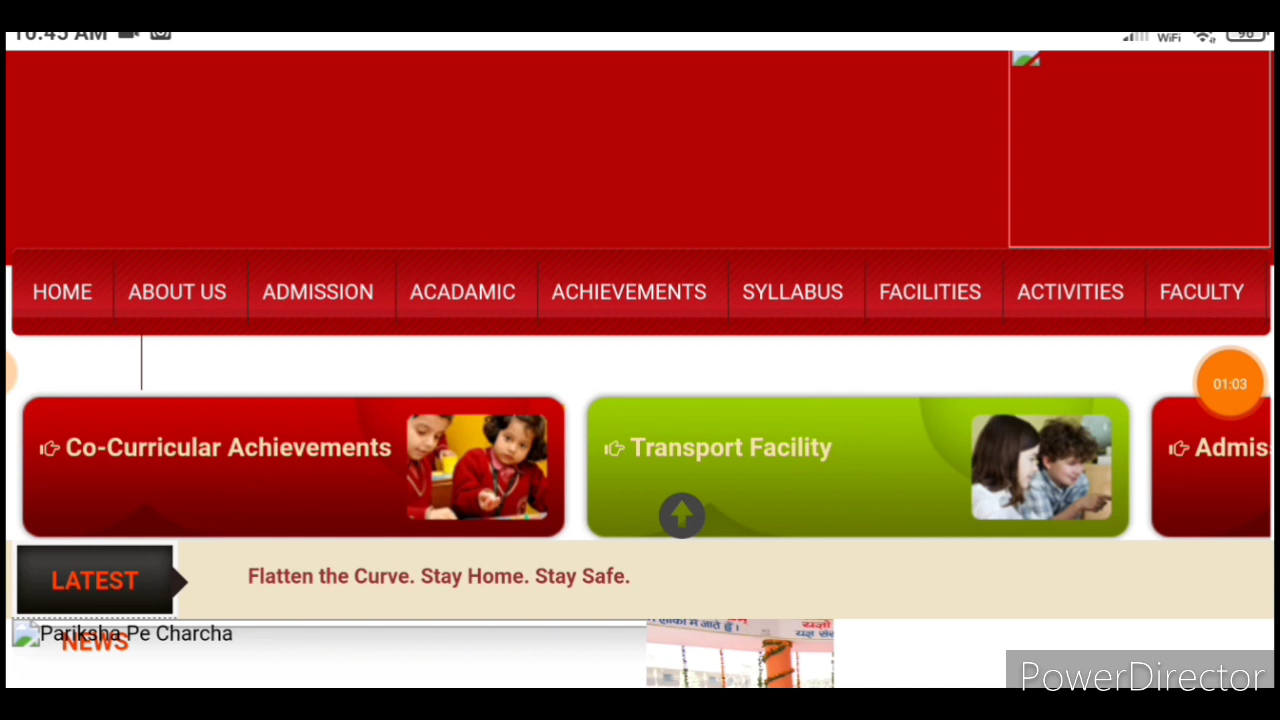 10:45 AM
WiFi
96
HOME ABOUT US ADMISSION ACADAMIC ACHIEVEMENTS SYLLABUS FACILITIES ACTIVITIES FACULTY
01:03
Co-Curricular Achievements
Transport Facility
Admis
LATEST
Flatten the Curve. Stay Home. Stay Safe.
Pariksha Pe Charcha
NEWS
में जाते हैं।
PowerDirector